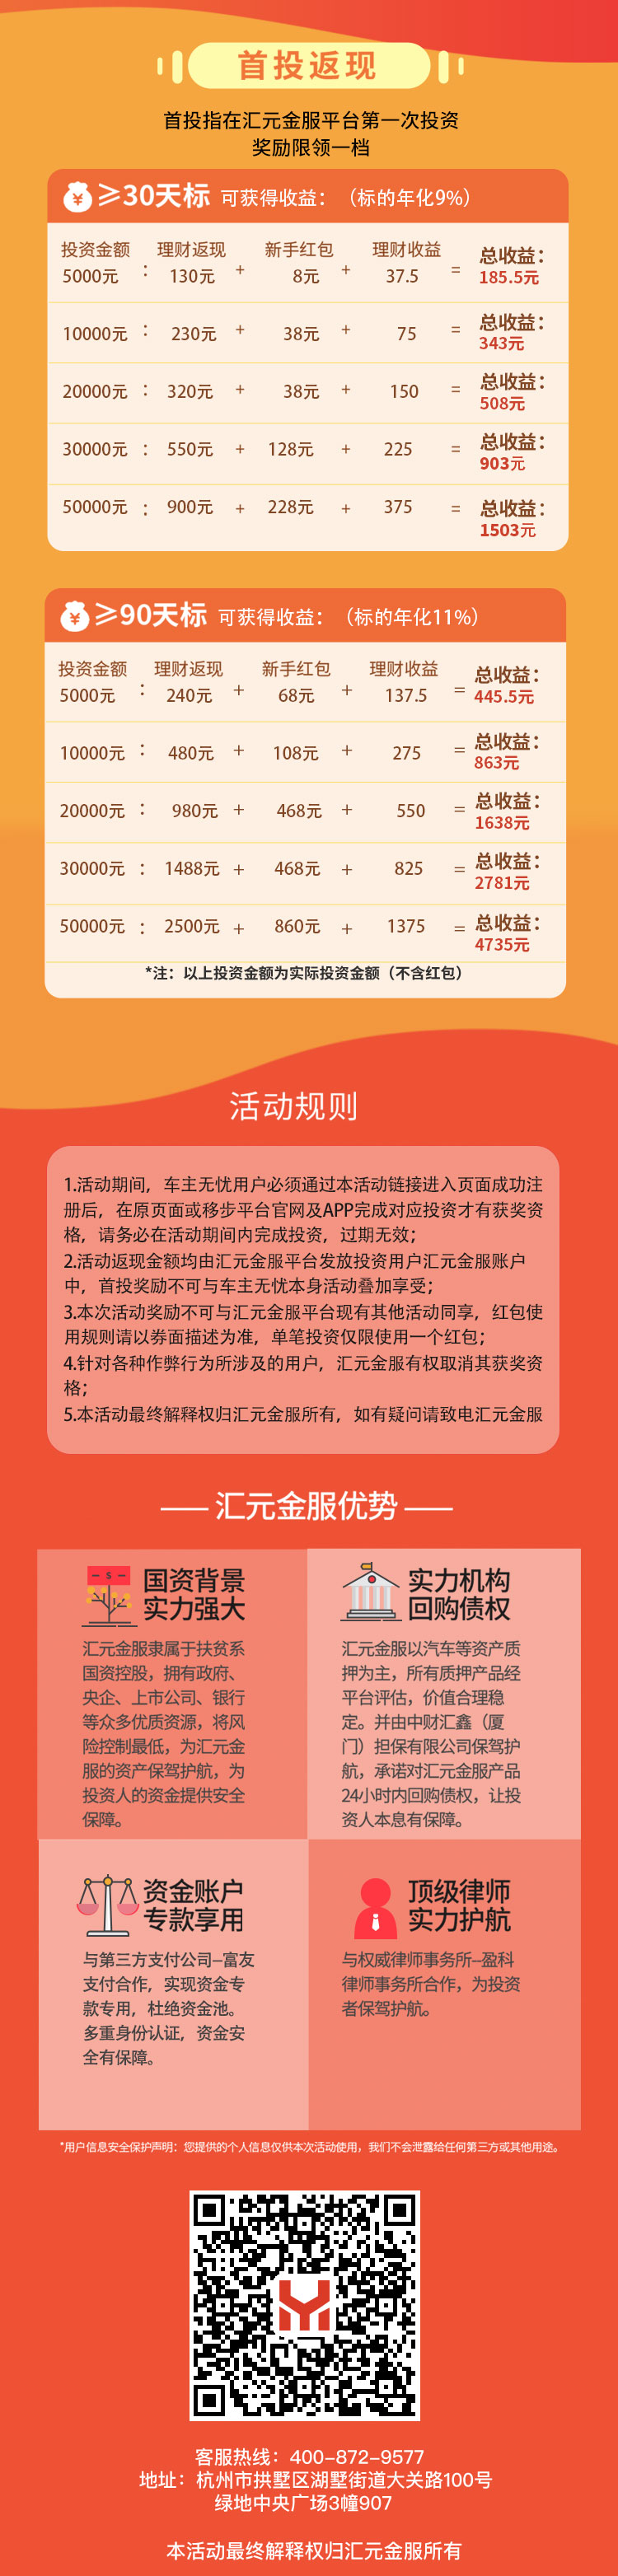 首投返现
首投指在汇元金服平台第一次投资
奖励限领一档
≥30天标 可获得收益：（标的年化9%）
投资金额 理财返现 新手红包 理财收益 总收益：
5000元 : 130元 + 8元 + 37.5 = 185.5元
总收益：
10000元 : 230元 + 38元 + 75 = 343元
总收益：
20000元 : 320元 + 38元 + 150 = 508元
总收益：
30000元 : 550元 + 128元 + 225 = 903元
总收益：
50000元 : 900元 + 228元 + 375 = 1503元
≥90天标 可获得收益：（标的年化11%）
投资金额 理财返现 新手红包 理财收益 总收益：
5000元 : 240元 + 68元 + 137.5 = 445.5元
总收益：
10000元 : 480元 + 108元 + 275 = 863元
总收益：
20000元 : 980元 + 468元 + 550 = 1638元
总收益：
30000元 : 1488元 + 468元 + 825 = 2781元
总收益：
50000元 : 2500元 + 860元 + 1375 = 4735元
*注：以上投资金额为实际投资金额（不含红包）
活动规则
1.活动期间，车主无忧用户必须通过本活动链接进入页面成功注
册后，在原页面或移步平台官网及APP完成对应投资才有获奖资
格，请务必在活动期间内完成投资，过期无效；
2.活动返现金额均由汇元金服平台发放投资用户汇元金服账户
中，首投奖励不可与车主无忧本身活动叠加享受；
3.本次活动奖励不可与汇元金服平台现有其他活动同享，红包使
用规则请以券面描述为准，单笔投资仅限使用一个红包；
4.针对各种作弊行为所涉及的用户，汇元金服有权取消其获奖资
格；
5.本活动最终解释权归汇元金服所有，如有疑问请致电汇元金服
汇元金服优势
国资背景
实力强大
汇元金服隶属于扶贫系
国资控股，拥有政府、
央企、上市公司、银行
等众多优质资源，将风
险控制最低，为汇元金
服的资产保驾护航，为
投资人的资金提供安全
保障。
实力机构
回购债权
汇元金服以汽车等资产质
押为主，所有质押产品经
平台评估，价值合理稳
定。并由中财汇鑫（厦
门）担保有限公司保驾护
航，承诺对汇元金服产品
24小时内回购债权，让投
资人本息有保障。
资金账户
专款享用
与第三方支付公司–富友
支付合作，实现资金专
款专用，杜绝资金池。
多重身份认证，资金安
全有保障。
顶级律师
实力护航
与权威律师事务所–盈科
律师事务所合作，为投资
者保驾护航。
*用户信息安全保护声明：您提供的个人信息仅供本次活动使用，我们不会泄露给任何第三方或其他用途。
客服热线：400-872-9577
地址：杭州市拱墅区湖墅街道大关路100号
绿地中央广场3幢907
本活动最终解释权归汇元金服所有